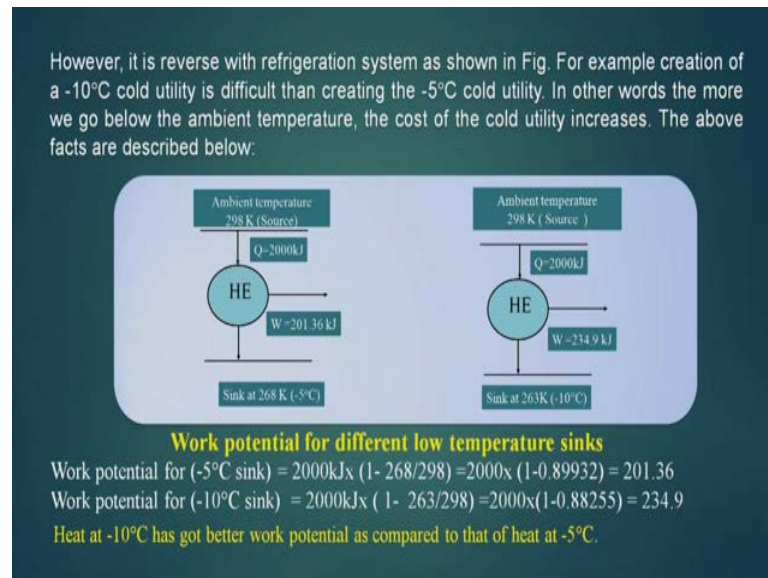 However, it is reverse with refrigeration system as shown in Fig. For example creation of
a -10°C cold utility is difficult than creating the -5°C cold utility. In other words the more
we go below the ambient temperature, the cost of the cold utility increases. The above
facts are described below:
Ambient temperature
298 K (Source)
Q=2000kJ
HE
W=201.36 kJ
Sink at 268 K (-5°C)
Ambient temperature
298 K ( Source )
Q=2000kJ
HE
W=234.9 kJ
Sink at 263K (-10°C)
Work potential for different low temperature sinks
Work potential for (-5°C sink) = 2000kJx (1- 268/298) =2000x (1-0.89932) = 201.36
Work potential for (-10°C sink) = 2000kJx ( 1- 263/298) =2000x(1-0.88255) = 234.9
Heat at -10°C has got better work potential as compared to that of heat at -5°C.